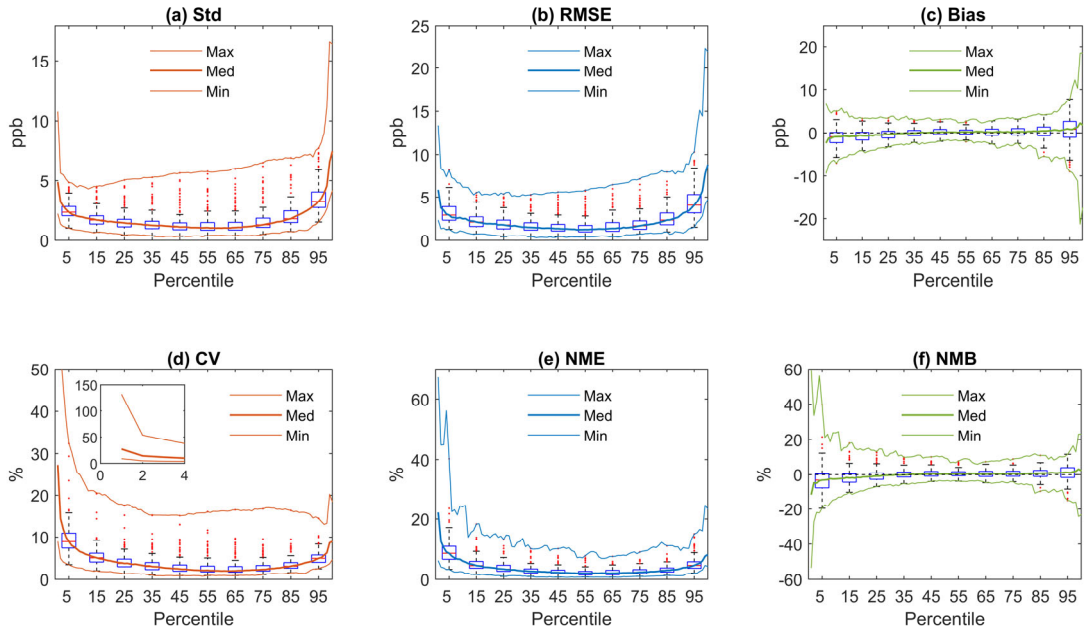 (a) Std
15
10
5
0
ppb
Max
Med
Min
5 15 25 35 45 55 65 75 85 95
Percentile
(b) RMSE
25
20
15
10
5
0
ppb
Max
Med
Min
5 15 25 35 45 55 65 75 85 95
Percentile
(c) Bias
20
10
0
-10
-20
ppb
Max
Med
Min
5 15 25 35 45 55 65 75 85 95
Percentile
(d) CV
50
40
30
20
10
0
%
150
100
50
0
0 2 4
Max
Med
Min
5 15 25 35 45 55 65 75 85 95
Percentile
(e) NME
60
40
20
0
%
Max
Med
Min
5 15 25 35 45 55 65 75 85 95
Percentile
(f) NMB
60
40
20
0
-20
-40
-60
%
Max
Med
Min
5 15 25 35 45 55 65 75 85 95
Percentile